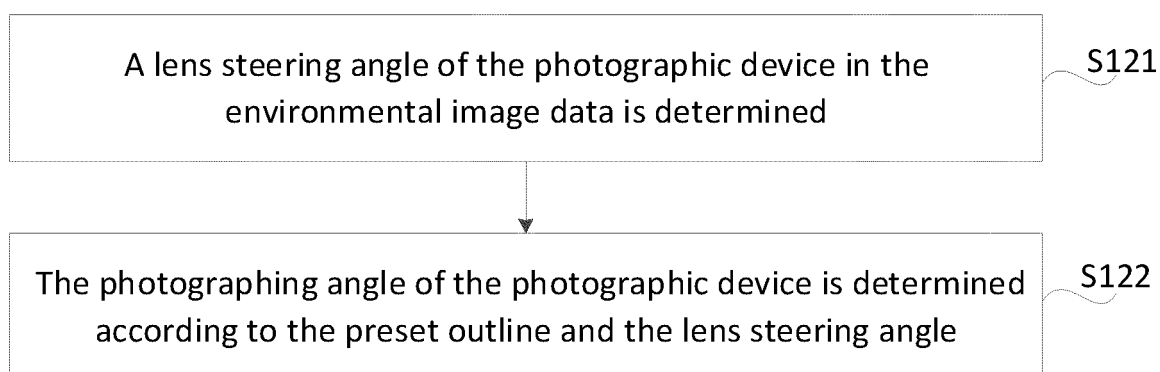 A lens steering angle of the photographic device in the
environmental image data is determined
S121
The photographing angle of the photographic device is determined
according to the preset outline and the lens steering angle
S122